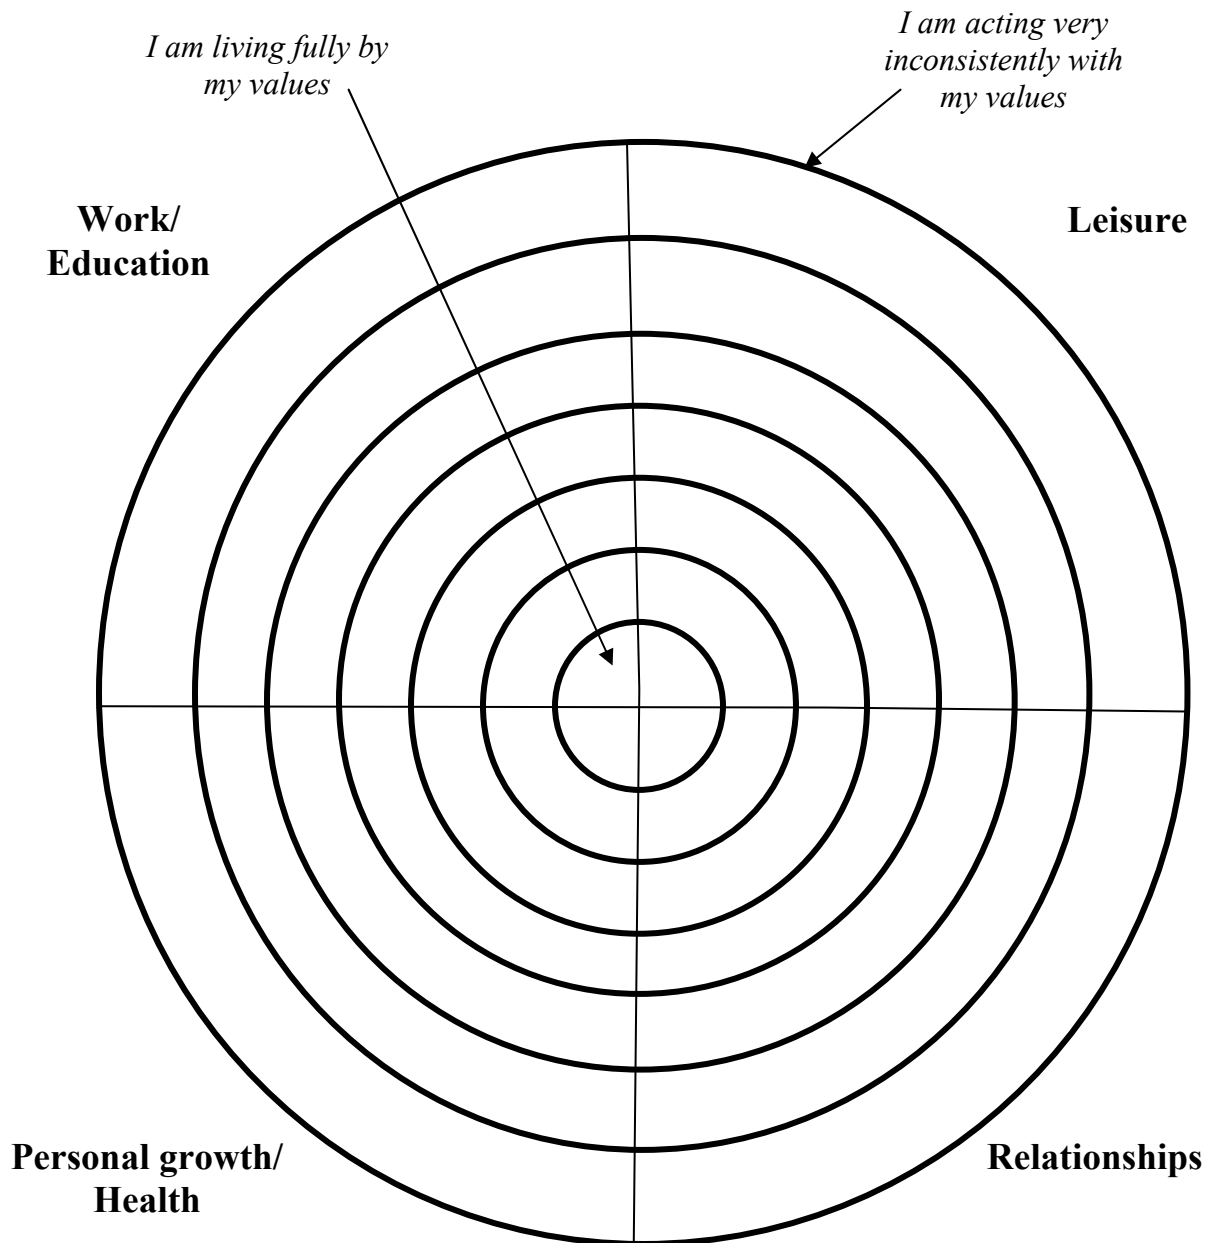 I am living fully by
my values
I am acting very
inconsistently with
my values
Work/
Education
Leisure
Personal growth/
Health
Relationships